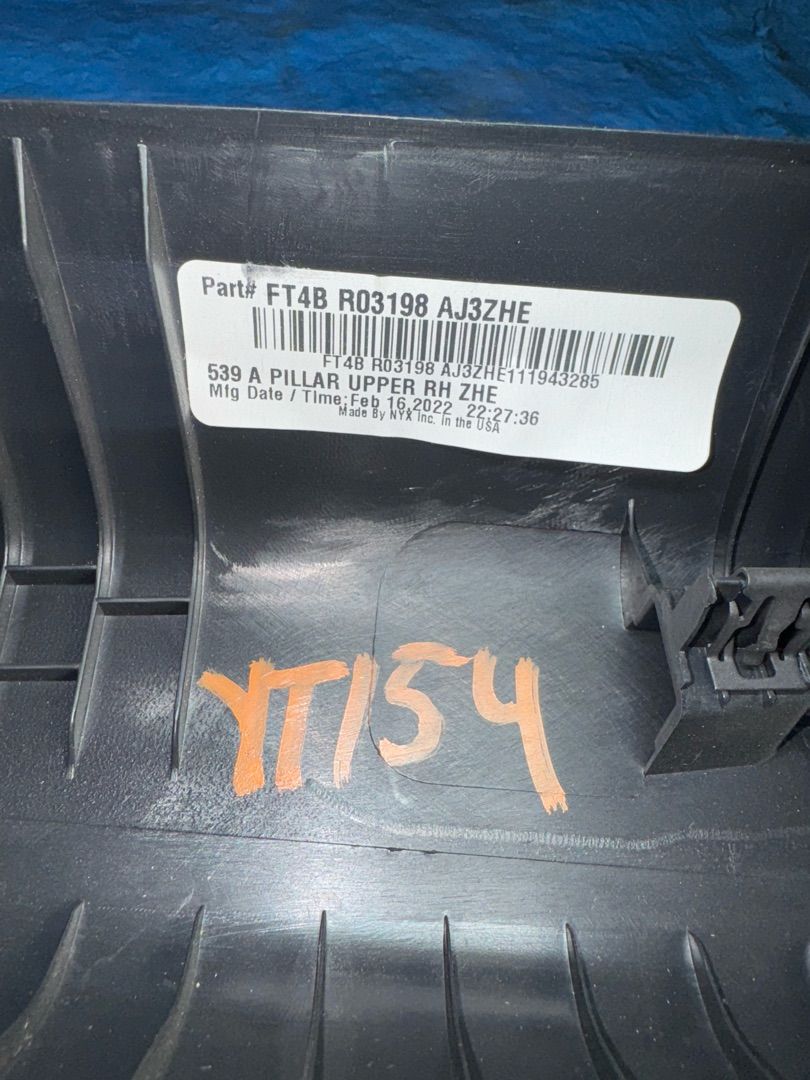 Part# FT4B R03198 AJ3ZHE
FT4B R03198 AJ3ZHE111943285
539 A PILLAR UPPER RH ZHE
Mfg Date / Time:Feb 16,2022 22:27:36
Made By NYX Inc. In the USA
YT154